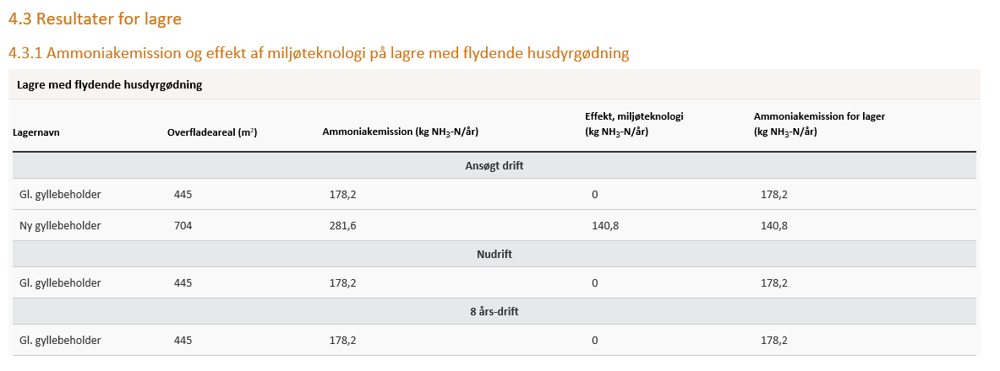 4.3 Resultater for lagre
4.3.1 Ammoniakemission og effekt af miljøteknologi på lagre med flydende husdyrgødning
Lagre med flydende husdyrgødning
Lagernavn Overfladeareal (m²) Ammoniakemission (kg NH₃-N/år) Effekt, miljøteknologi (kg NH₃-N/år) Ammoniakemission for lager (kg NH₃-N/år)
Ansøgt drift
Gl. gyllebeholder 445 178,2 0 178,2
Ny gyllebeholder 704 281,6 140,8 140,8
Nudrift
Gl. gyllebeholder 445 178,2 0 178,2
8 års-drift
Gl. gyllebeholder 445 178,2 0 178,2